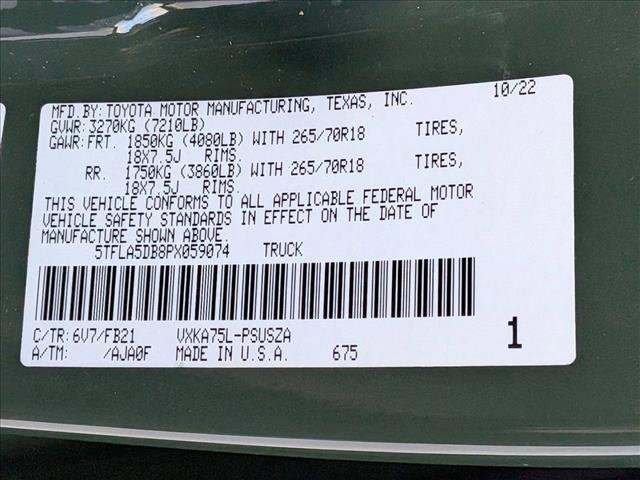 MFD.BY: TOYOTA MOTOR MANUFACTURING, TEXAS, INC. 10/22
GVWR: 3270KG (7210LB)
GAWR: FRT. 1850KG (4080LB) WITH 265/70R18 TIRES,
18X7.5J RIMS.
RR. 1750KG (3860LB) WITH 265/70R18 TIRES,
18X7.5J RIMS.
THIS VEHICLE CONFORMS TO ALL APPLICABLE FEDERAL MOTOR
VEHICLE SAFETY STANDARDS IN EFFECT ON THE DATE OF
MANUFACTURE SHOWN ABOVE.
5TFLA5DB8PX059074 TRUCK
C/TR: 6V7/FB21 VXKA75L-PSUSZA
A/TM: /AJA0F MADE IN U.S.A. 675 1